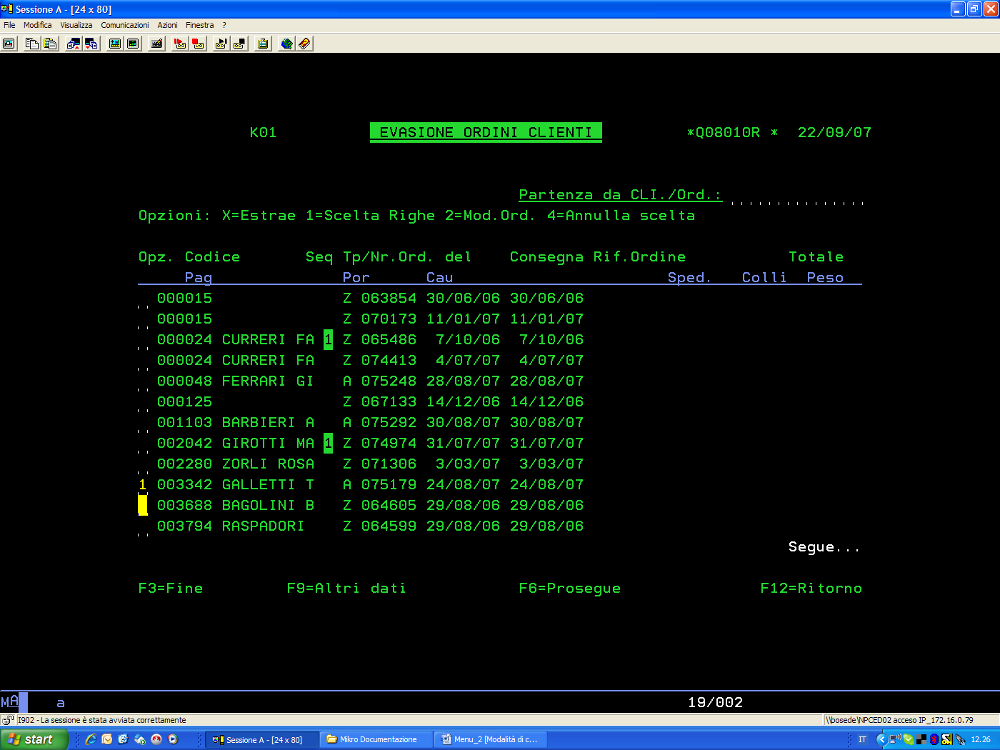 Sessione A - [24 x 80]
File Modifica Visualizza Comunicazioni Azioni Finestra ?
K01 EVASIONE ORDINI CLIENTI *Q08010R * 22/09/07
Partenza da CLI./Ord.:
Opzioni: X=Estrae 1=Scelta Righe 2=Mod.Ord. 4=Annulla scelta
Opz. Codice Seq Tp/Nr.Ord. del Consegna Rif.Ordine Totale
Pag Por Cau Sped. Colli Peso
000015 Z 063854 30/06/06 30/06/06
000015 Z 070173 11/01/07 11/01/07
000024 CURRERI FA 1 Z 065486 7/10/06 7/10/06
000024 CURRERI FA Z 074413 4/07/07 4/07/07
000048 FERRARI GI A 075248 28/08/07 28/08/07
000125 Z 067133 14/12/06 14/12/06
001103 BARBIERI A A 075292 30/08/07 30/08/07
002042 GIROTTI MA 1 Z 074974 31/07/07 31/07/07
002280 ZORLI ROSA Z 071306 3/03/07 3/03/07
1 003342 GALLETTI T A 075179 24/08/07 24/08/07
003688 BAGOLINI B Z 064605 29/08/06 29/08/06
003794 RASPADORI Z 064599 29/08/06 29/08/06
Segue...
F3=Fine F9=Altri dati F6=Prosegue F12=Ritorno
MA a 19/002
I902 - La sessione è stata avviata correttamente \\bosede\NPCED02 acceso IP_172.16.0.79
start Sessione A - [24 x 80] Mikro Documentazione Menu_2 [Modalità di c... IT 12.26